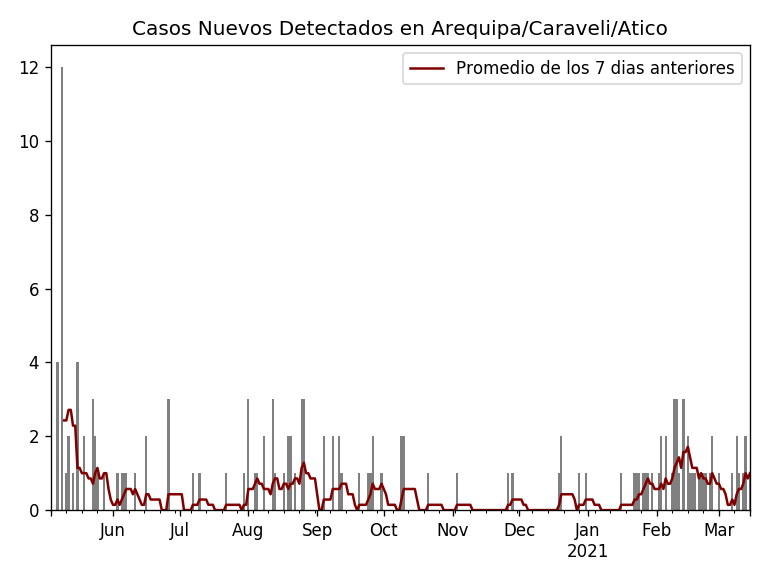 Casos Nuevos Detectados en Arequipa/Caraveli/Atico
Promedio de los 7 dias anteriores
12
10
8
6
4
2
0
Jun
Jul
Aug
Sep
Oct
Nov
Dec
Jan
2021
Feb
Mar